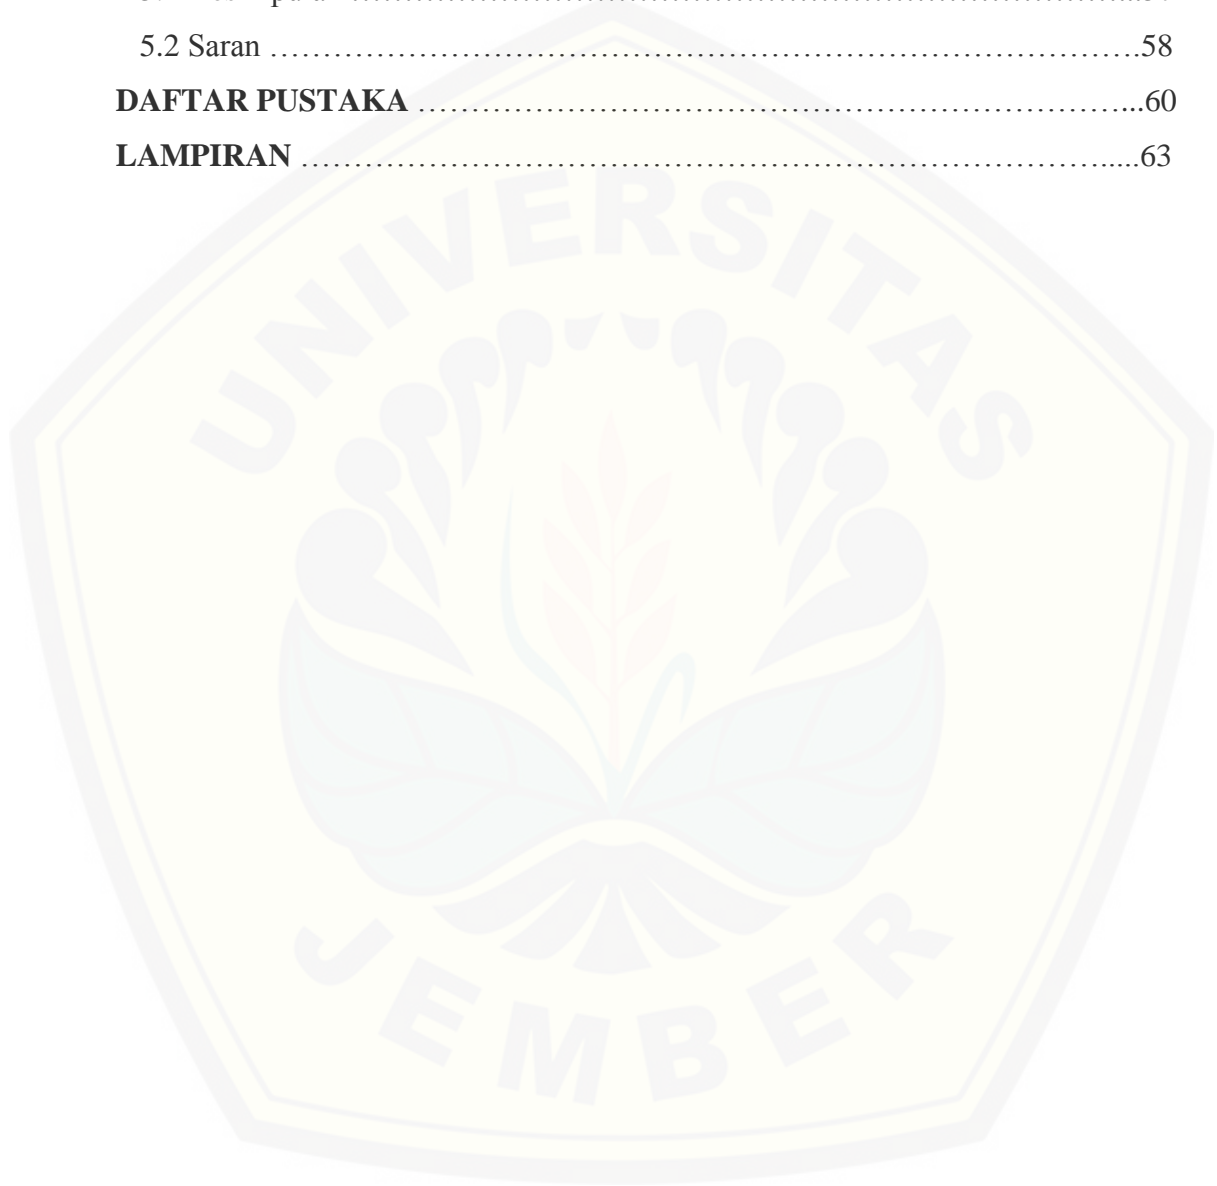 5.2 Saran ……………………………………………………………………….58
DAFTAR PUSTAKA …………………………………………………………...60
LAMPIRAN …………………………………………………………………......63
UNIVERSITAS
JEMBER